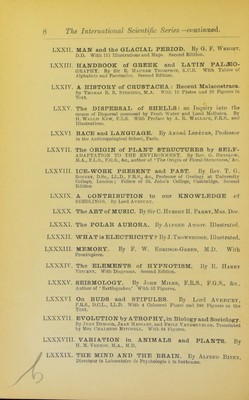 8 The International Scientific Series—continued.
LXXII. MAN and the GLACIAL PERIOD. By G. F. WRIGHT,
D.D. With 111 Illustrations and Maps. Second Edition.
LXXIII. HANDBOOK of GREEK and LATIN PALÆO-
GRAPHY. By Sir E. MAUNDE THOMPSON, K.C.B. With Tables of
Alphabets and Facsimiles. Second Edition.
LXXIV. A HISTORY of CRUSTACEA: Recent Malacostraca.
By THOMAS R. R. STEBBING, M.A. With 19 Plates and 32 Figures in
Text.
LXXV. The DISPERSAL of SHELLS: an Inquiry into the
means of Dispersal possessed by Fresh Water and Land Mollusca. By
H. WALLIS KEW, F.Z.S. With Preface by A. R. WALLACE, F.R.S., and
Illustrations.
LXXVI. RACE and LANGUAGE. By ANDRÉ LEFÈVRE, Professor
in the Anthropological School, Paris.
LXXVII. The ORIGIN of PLANT STRUCTURES by SELF-
ADAPTATION TO THE ENVIRONMENT. By Rev. G. HENSLOW,
M.A., F.L.S., F.G.S., &c., author of 'The Origin of Floral Structures,' &c.
LXXVIII. ICE-WORK PRESENT and PAST. By Rev. T. G.
BONNEY, D.Sc., LL.D., F.R.S., &c., Professor of Geology at University
College, London; Fellow of St. John's College, Cambridge. Second
Edition.
LXXIX. A CONTRIBUTION to our KNOWLEDGE of
SEEDLINGS. By LORD AVEBURY.
LXXX. The ART of MUSIC. By Sir C. HUBERT H. PARRY, Mus. Doc.
LXXXI. The POLAR AURORA. By ALFRED ANGOT. Illustrated.
LXXXII. WHAT is ELECTRICITY? By J. TROWBRIDGE. Illustrated.
LXXXIII. MEMORY. By F. W. EDRIDGE-GREEN, M.D. With
Frontispiece.
LXXXIV. The ELEMENTS of HYPNOTISM. By R. HARRY
VINCENT. With Diagrams. Second Edition.
LXXXV. SEISMOLOGY. By JOHN MILNE, F.R.S., F.G.S., &c.,
Author of 'Earthquakes.' With 53 Figures.
LXXXVI. On BUDS and STIPULES. By LORD AVEBURY,
F.R.S., D.C.L., LL.D. With 4 Coloured Plates and 340 Figures in the
Text.
LXXXVII. EVOLUTION by ATROPHY, in Biology and Sociology.
By JEAN DEMOOR, JEAN MASSART, and EMILE VANDERVELDE. Translated
by Mrs. CHALMERS MITCHELL. With 84 Figures.
LXXXVIII. VARIATION in ANIMALS and PLANTS. By
H. M. VERNON, M.A., M.D.
LXXXIX. THE MIND AND THE BRAIN. By ALFRED BINET,
Directeur le Laboratoire de Psychologie à la Sorbonne.